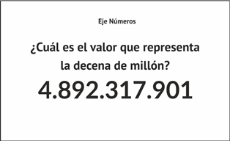 Eje Números
¿Cuál es el valor que representa
la decena de millón?
4.892.317.901